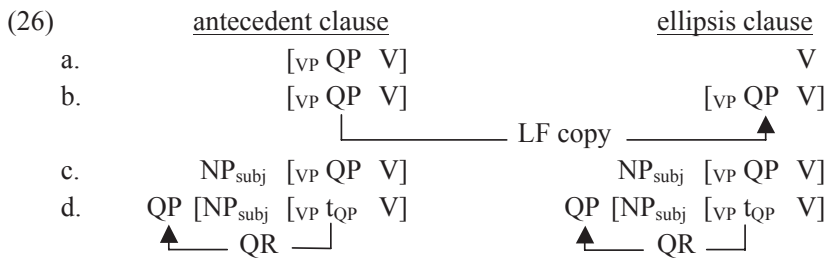 (26) antecedent clause ellipsis clause
a. [VP QP V] V
b. [VP QP V] [VP QP V]
LF copy
c. NPsubj [VP QP V] NPsubj [VP QP V]
d. QP [NPsubj [VP tQP V] QP [NPsubj [VP tQP V]
QR QR